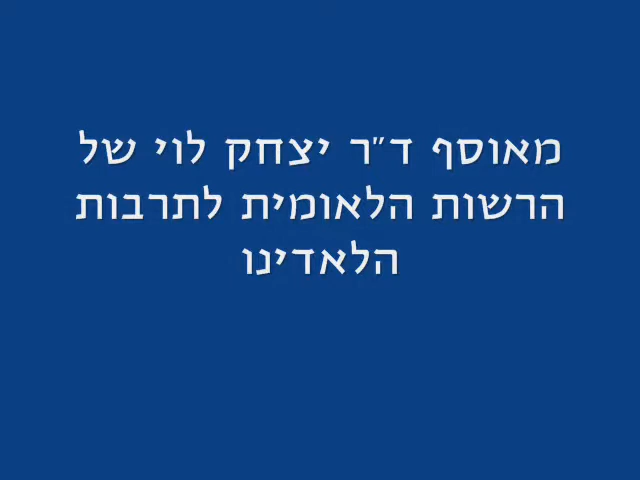 מאוסף ד"ר יצחק לוי של
הרשות הלאומית לתרבות
הלאדינו